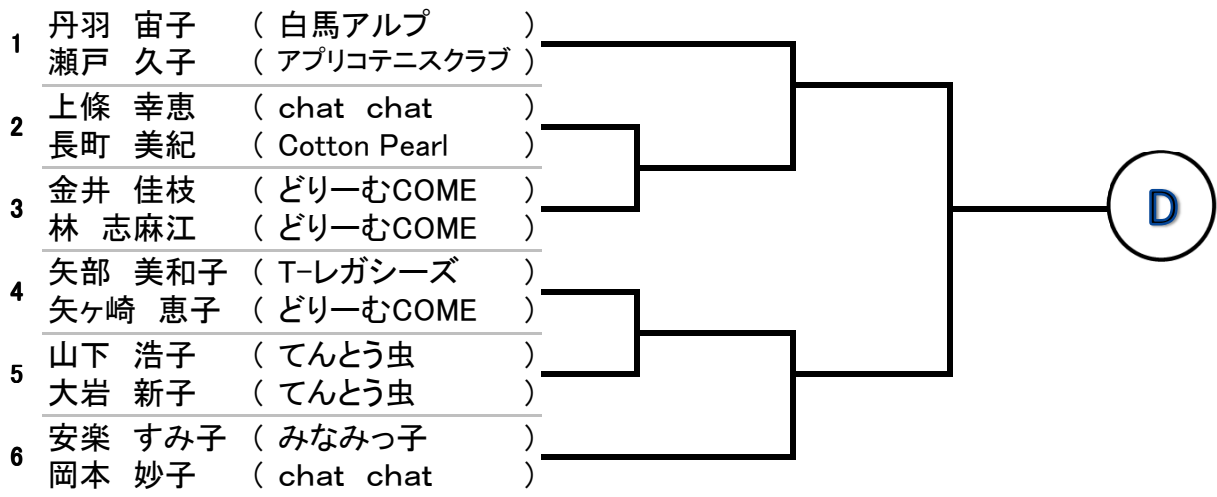 1
丹羽 宙子 ( 白馬アルプ )
瀬戸 久子 ( アプリコテニスクラブ )
2
上條 幸恵 ( chat chat )
長町 美紀 ( Cotton Pearl )
3
金井 佳枝 ( どりーむCOME )
林 志麻江 ( どりーむCOME )
4
矢部 美和子 ( T-レガシーズ )
矢ヶ崎 恵子 ( どりーむCOME )
5
山下 浩子 ( てんとう虫 )
大岩 新子 ( てんとう虫 )
6
安楽 すみ子 ( みなみっ子 )
岡本 妙子 ( chat chat )
D